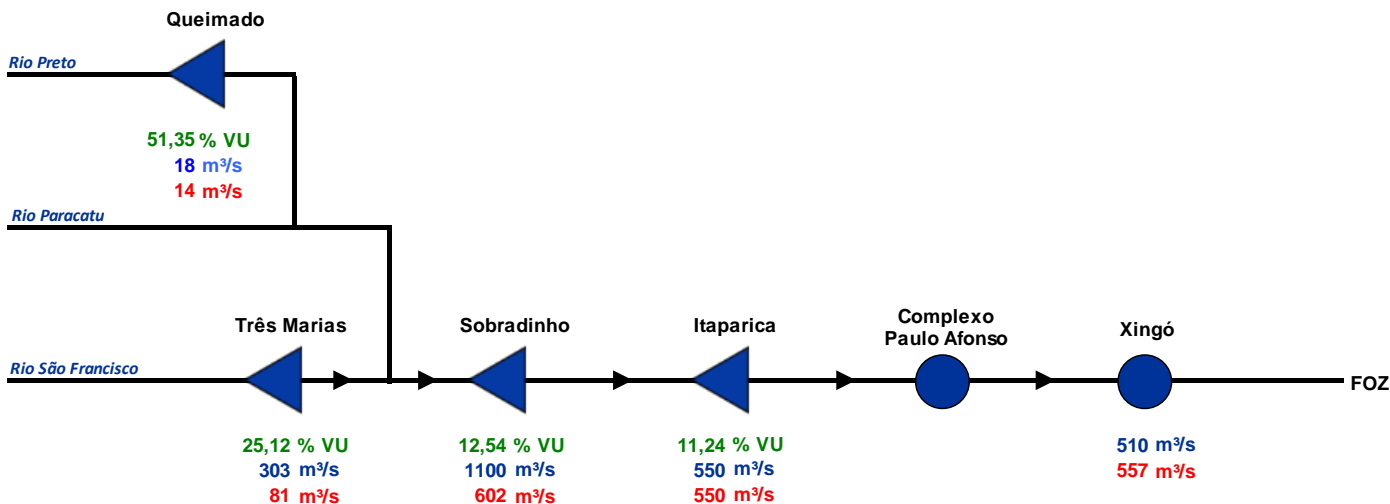 Queimado
Rio Preto
51,35 % VU
18 m³/s
14 m³/s
Rio Paracatu
Três Marias
Sobradinho
Itaparica
Complexo
Paulo Afonso
Xingó
Rio São Francisco
FOZ
25,12 % VU
303 m³/s
81 m³/s
12,54 % VU
1100 m³/s
602 m³/s
11,24 % VU
550 m³/s
550 m³/s
510 m³/s
557 m³/s